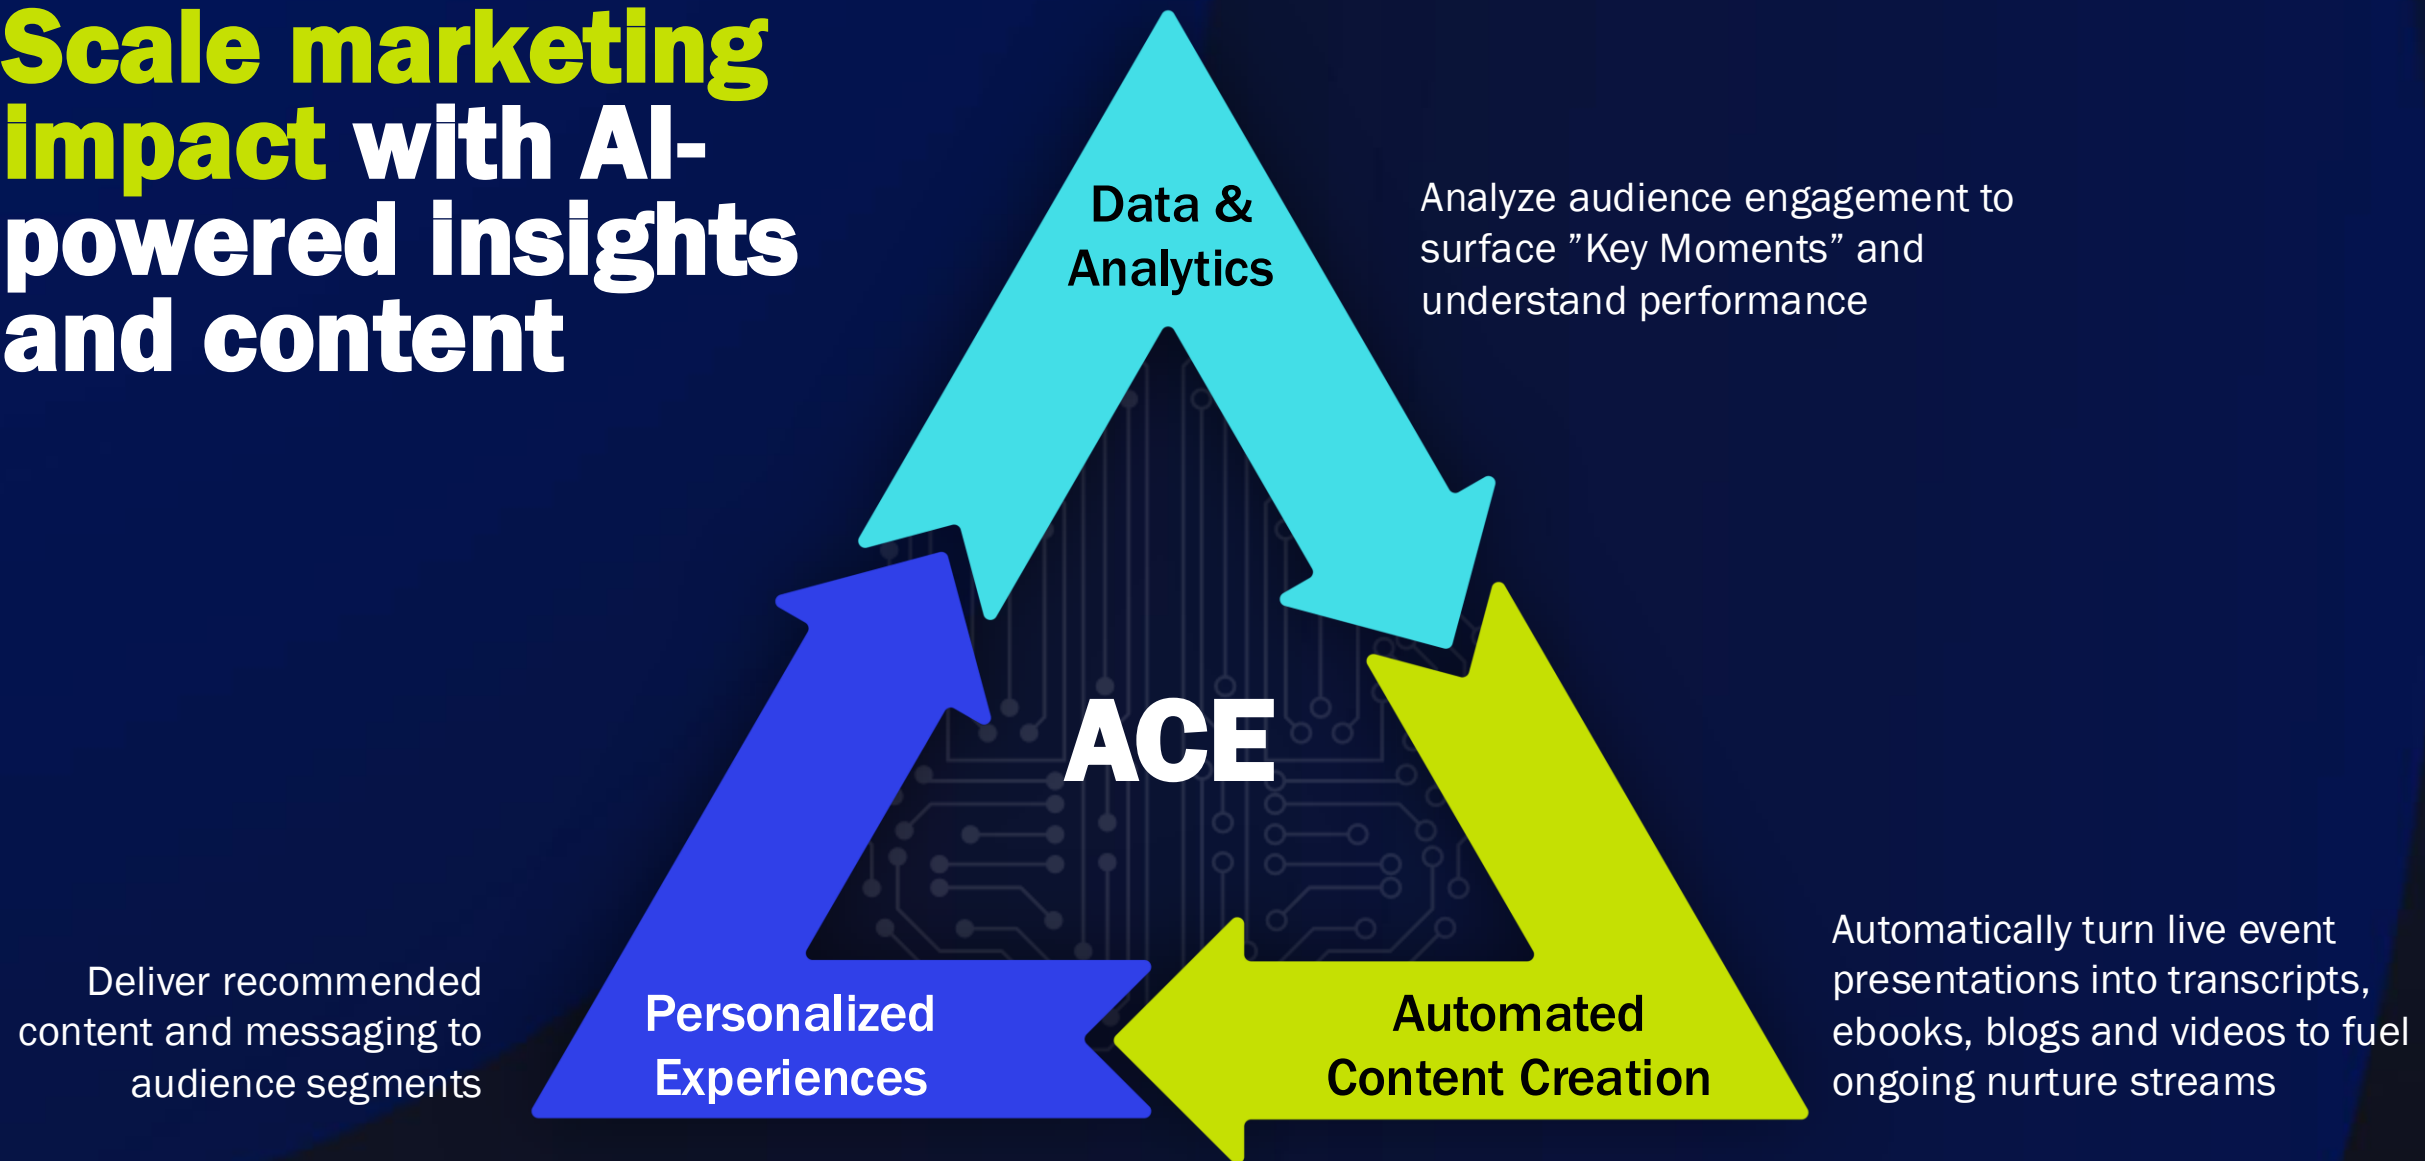 Scale marketing
impact with AI-
powered insights
and content
Data &
Analytics
Analyze audience engagement to
surface ”Key Moments” and
understand performance
ACE
Automated
Content Creation
Automatically turn live event
presentations into transcripts,
ebooks, blogs and videos to fuel
ongoing nurture streams
Personalized
Experiences
Deliver recommended
content and messaging to
audience segments